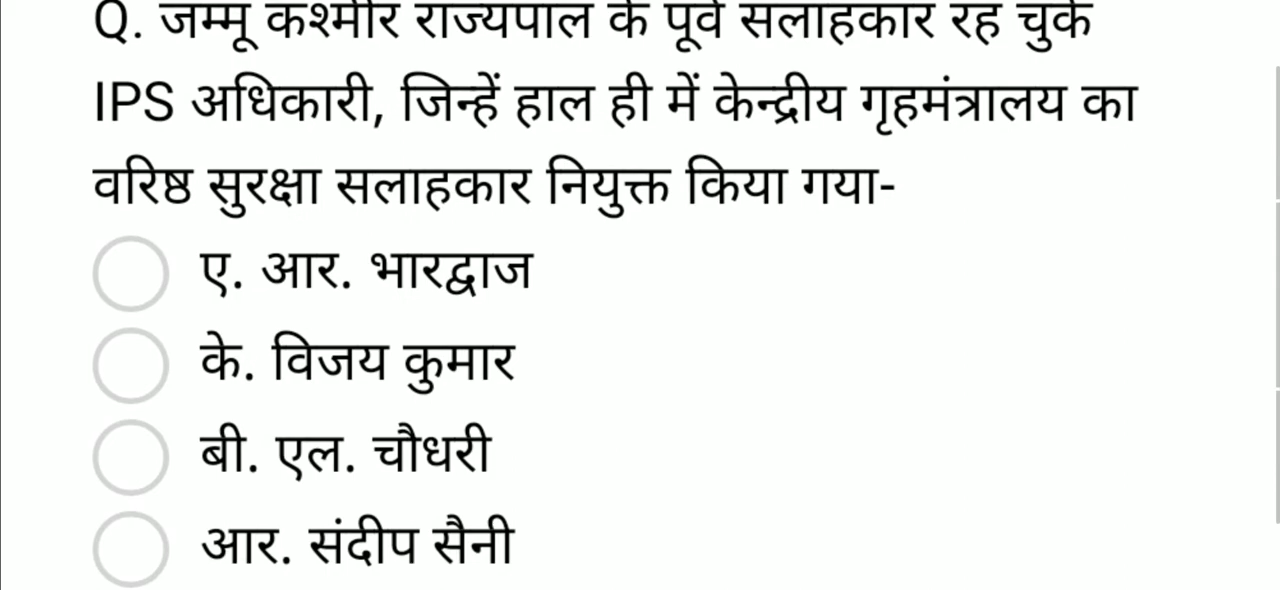 Q. जम्मू कश्मीर राज्यपाल के पूर्व सलाहकार रह चुके
IPS अधिकारी, जिन्हें हाल ही में केन्द्रीय गृहमंत्रालय का
वरिष्ठ सुरक्षा सलाहकार नियुक्त किया गया-
ए. आर. भारद्वाज
के. विजय कुमार
बी. एल. चौधरी
आर. संदीप सैनी